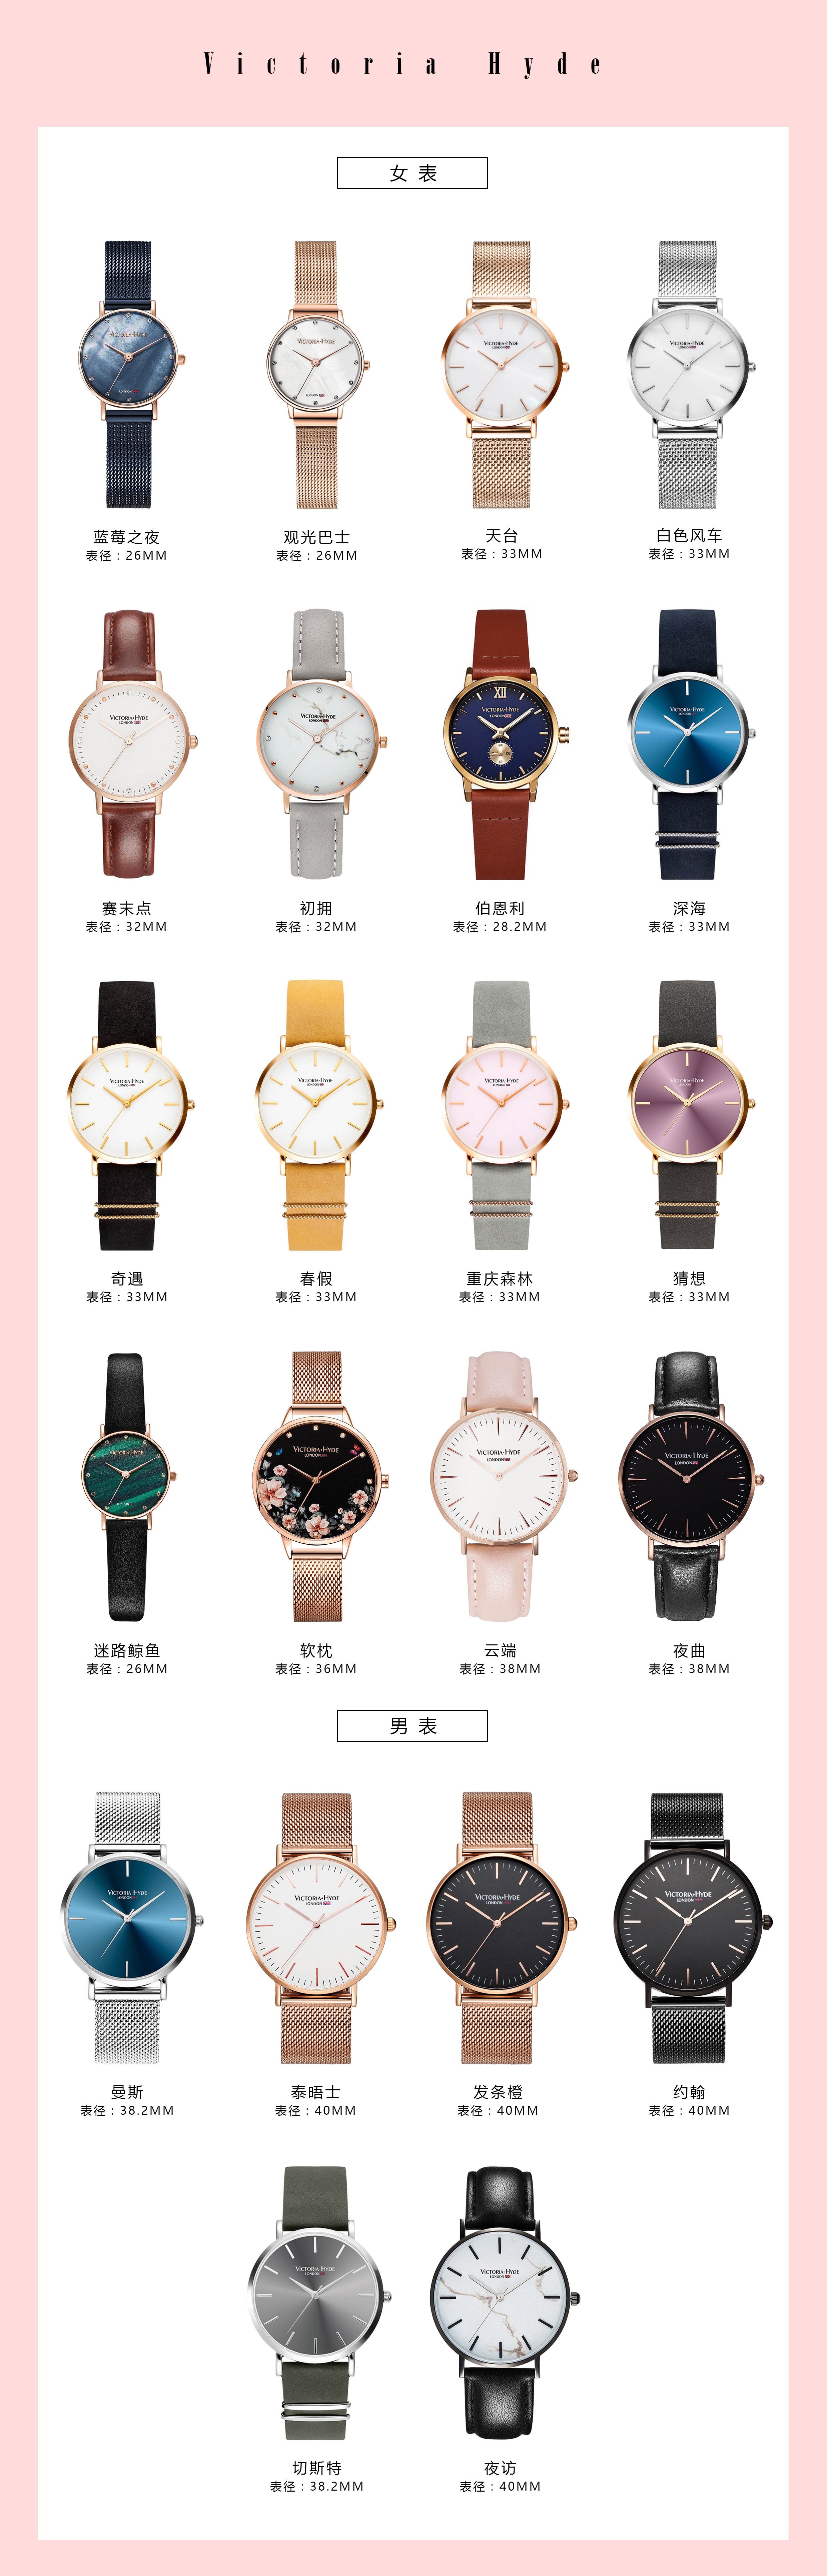 Victoria Hyde
女表
蓝莓之夜
表径：26MM
观光巴士
表径：26MM
天台
表径：33MM
白色风车
表径：33MM
赛末点
表径：32MM
初拥
表径：32MM
伯恩利
表径：28.2MM
深海
表径：33MM
奇遇
表径：33MM
春假
表径：33MM
重庆森林
表径：33MM
猜想
表径：33MM
迷路鲸鱼
表径：26MM
软枕
表径：36MM
云端
表径：38MM
夜曲
表径：38MM
男表
曼斯
表径：38.2MM
泰晤士
表径：40MM
发条橙
表径：40MM
约翰
表径：40MM
切斯特
表径：38.2MM
夜访
表径：40MM